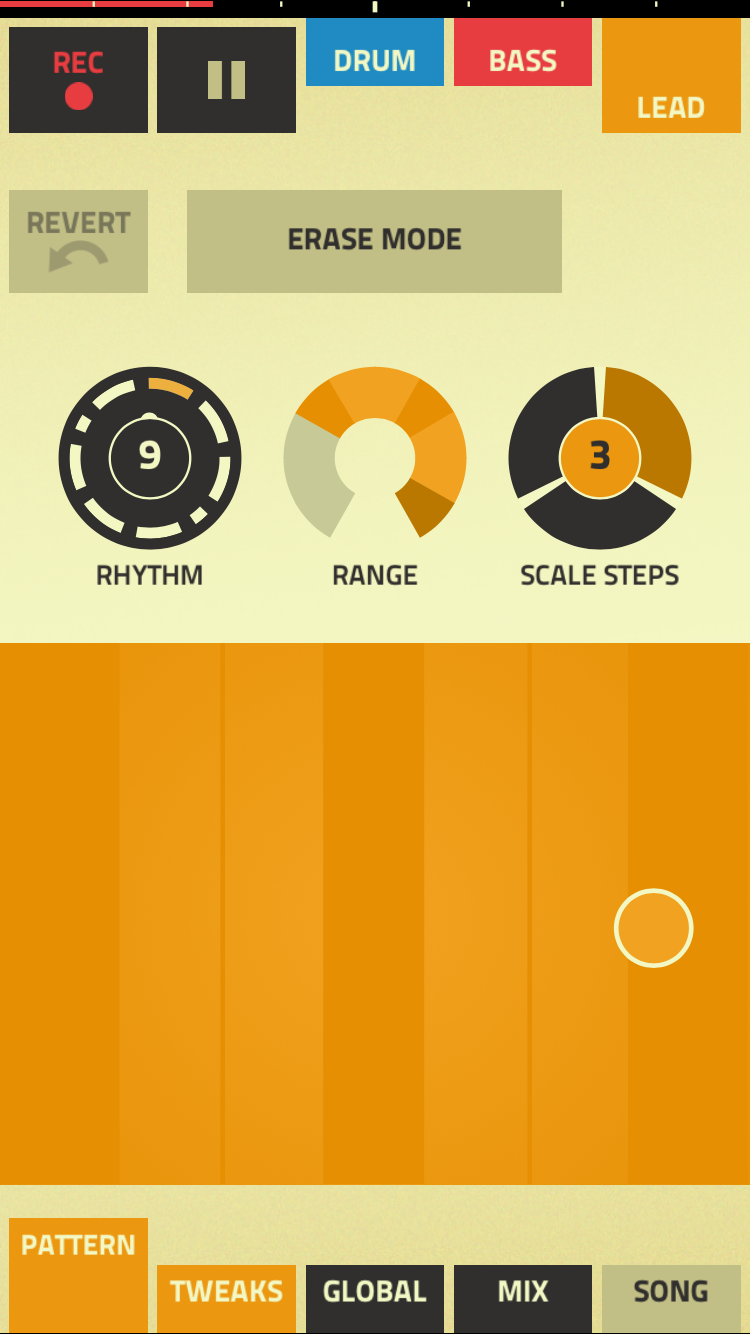 REC
DRUM
BASS
LEAD
REVERT
ERASE MODE
9
3
RHYTHM
RANGE
SCALE STEPS
PATTERN
TWEAKS
GLOBAL
MIX
SONG